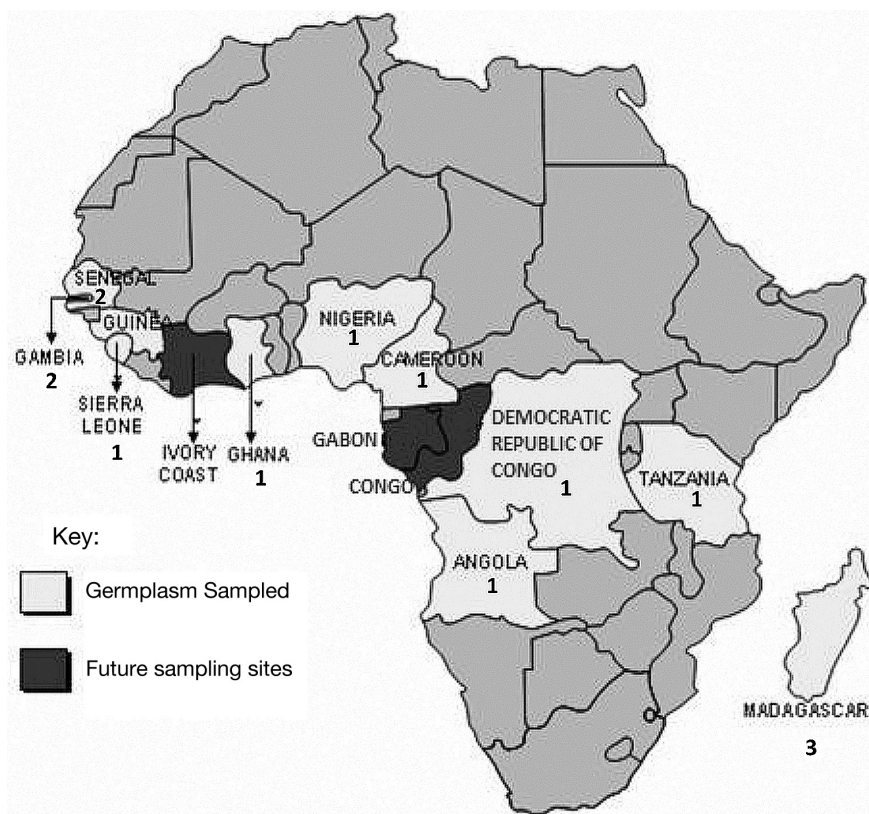 SENEGAL
2
GUINEA
GAMBIA
2
SIERRA
LEONE
1
IVORY
COAST
GHANA
1
NIGERIA
1
CAMEROON
1
GABON
CONGO
DEMOCRATIC
REPUBLIC OF
CONGO
1
TANZANIA
1
ANGOLA
1
MADAGASCAR
3
Key:
Germplasm Sampled
Future sampling sites